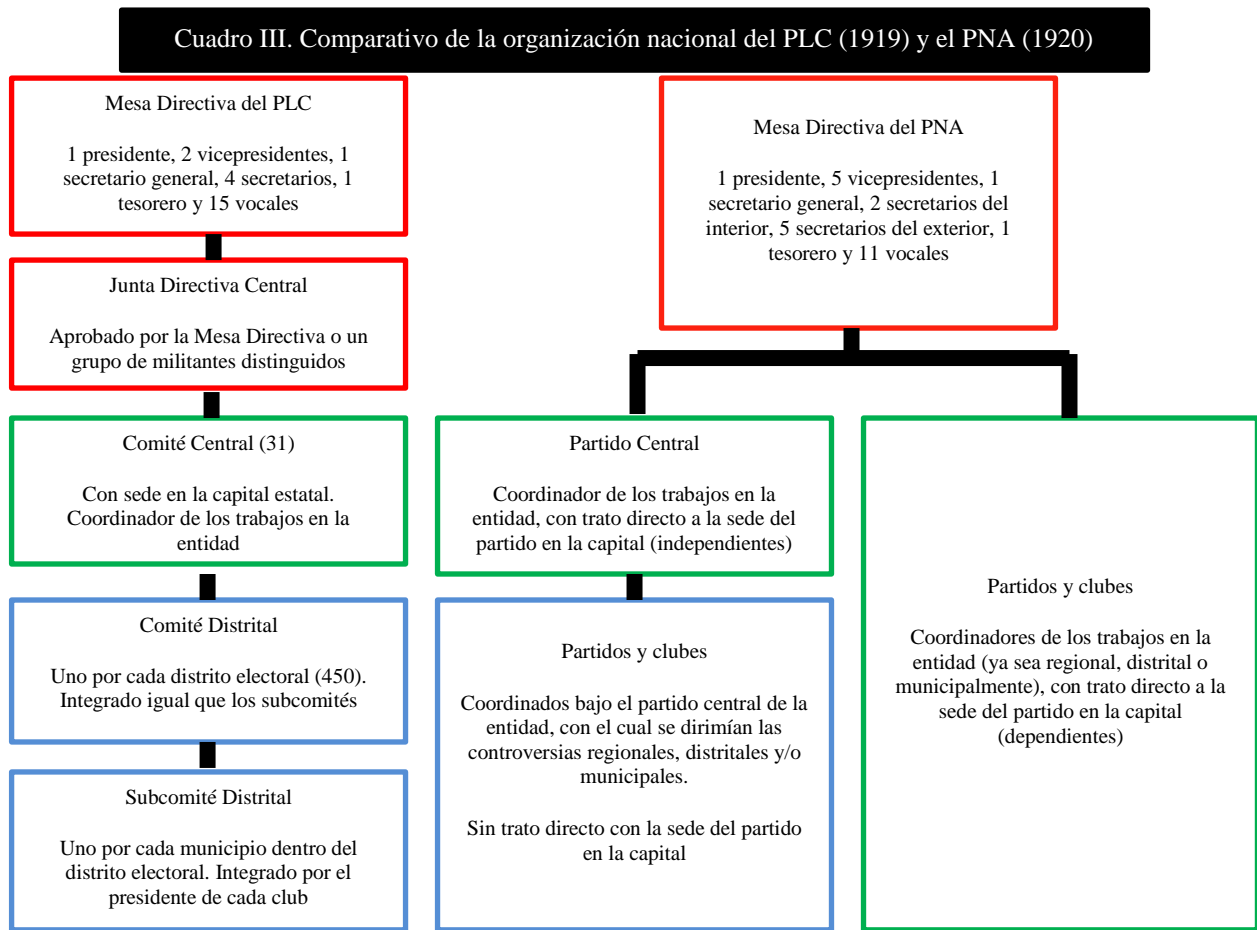 Cuadro III. Comparativo de la organización nacional del PLC (1919) y el PNA (1920)
Mesa Directiva del PLC
1 presidente, 2 vicepresidentes, 1
secretario general, 4 secretarios, 1
tesorero y 15 vocales
Junta Directiva Central
Aprobado por la Mesa Directiva o un
grupo de militantes distinguidos
Comité Central (31)
Con sede en la capital estatal.
Coordinador de los trabajos en la
entidad
Comité Distrital
Uno por cada distrito electoral (450).
Integrado igual que los subcomités
Subcomité Distrital
Uno por cada municipio dentro del
distrito electoral. Integrado por el
presidente de cada club
Mesa Directiva del PNA
1 presidente, 5 vicepresidentes, 1
secretario general, 2 secretarios del
interior, 5 secretarios del exterior, 1
tesorero y 11 vocales
Partido Central
Coordinador de los trabajos en la
entidad, con trato directo a la sede del
partido en la capital (independientes)
Partidos y clubes
Coordinados bajo el partido central de la
entidad, con el cual se dirimían las
controversias regionales, distritales y/o
municipales.
Sin trato directo con la sede del partido
en la capital
Partidos y clubes
Coordinadores de los trabajos en la
entidad (ya sea regional, distrital o
municipalmente), con trato directo a la
sede del partido en la capital
(dependientes)